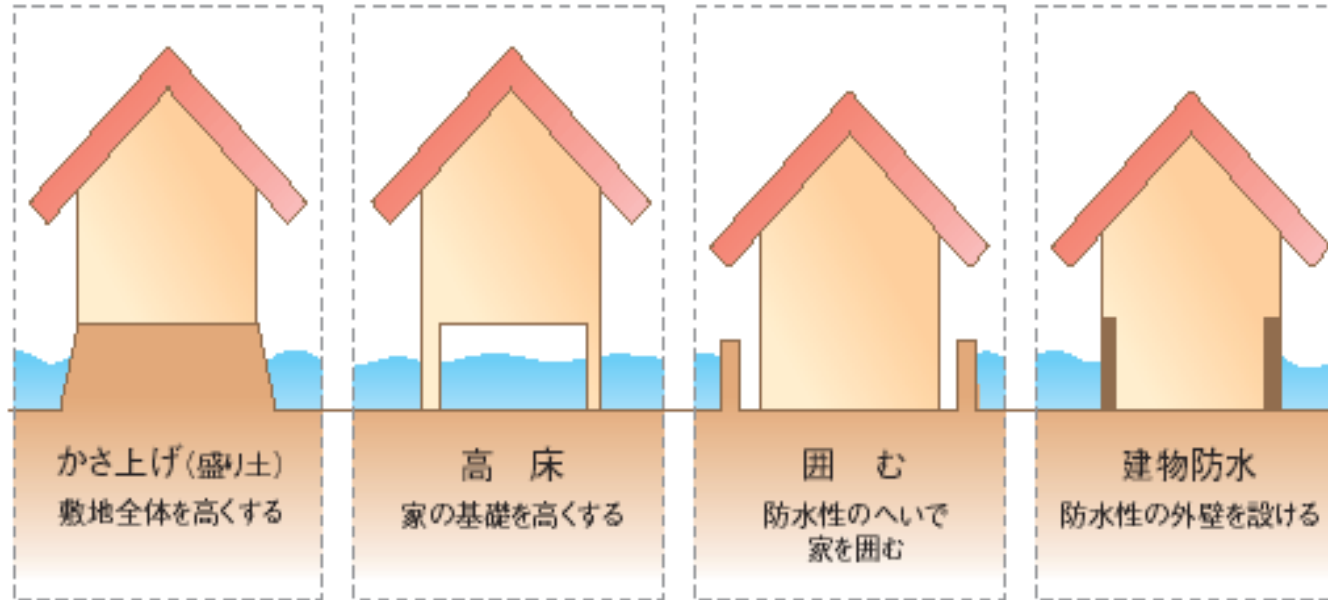 かさ上げ(盛り土)
敷地全体を高くする
高　床
家の基礎を高くする
囲　む
防水性のへいで
家を囲む
建物防水
防水性の外壁を設ける